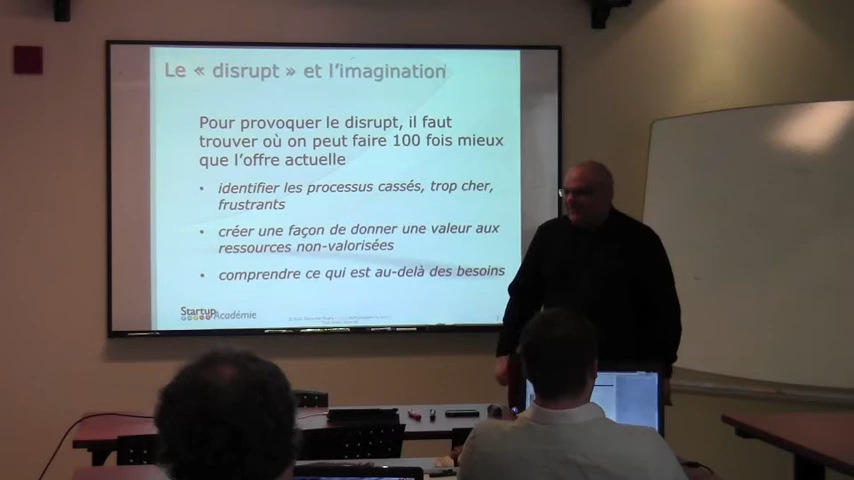 Le « disrupt » et l'imagination
Pour provoquer le disrupt, il faut
trouver où on peut faire 100 fois mieux
que l'offre actuelle
• identifier les processus cassés, trop cher,
frustrants
• créer une façon de donner une valeur aux
ressources non-valorisées
• comprendre ce qui est au-delà des besoins
Startup
Académie